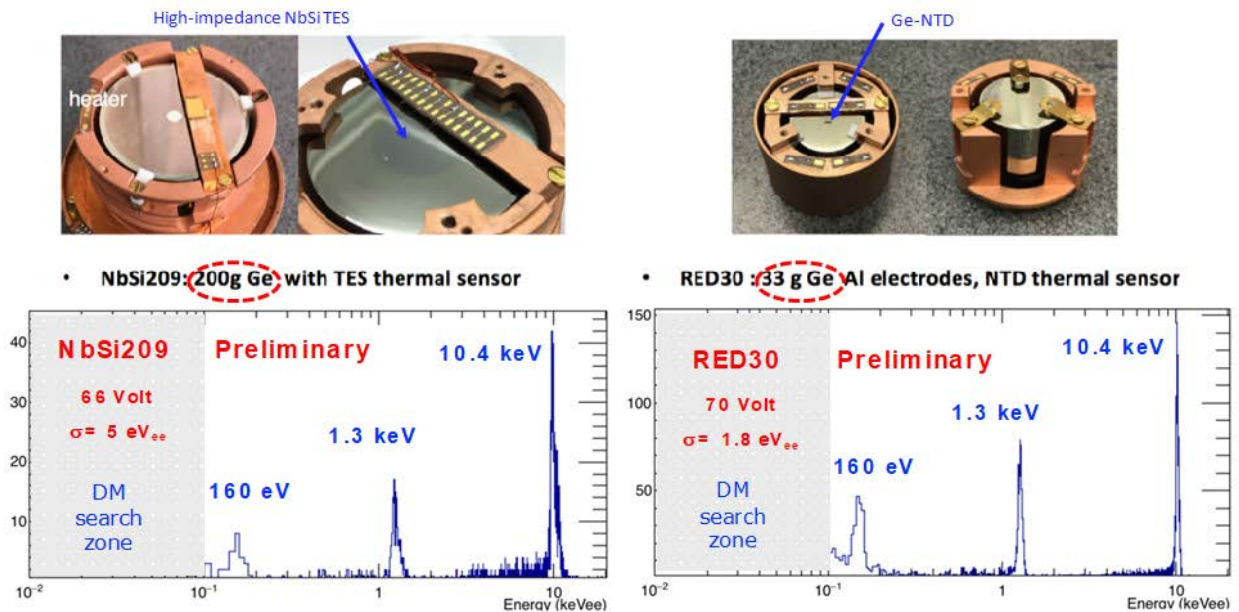 High-impedance NbSi TES
Ge-NTD
heater
• NbSi209: 200g Ge with TES thermal sensor
• RED30 : 33 g Ge Al electrodes, NTD thermal sensor
40
30
20
10
NbSi209
Preliminary
10.4 keV
66 Volt
σ= 5 eVee
1.3 keV
160 eV
DM
search
zone
10⁻²
10⁻¹
1
10
Energy (keVee)
150
100
50
RED30
Preliminary
10.4 keV
70 Volt
σ= 1.8 eVee
1.3 keV
160 eV
DM
search
zone
10⁻²
10⁻¹
1
10
Energy (keVee)